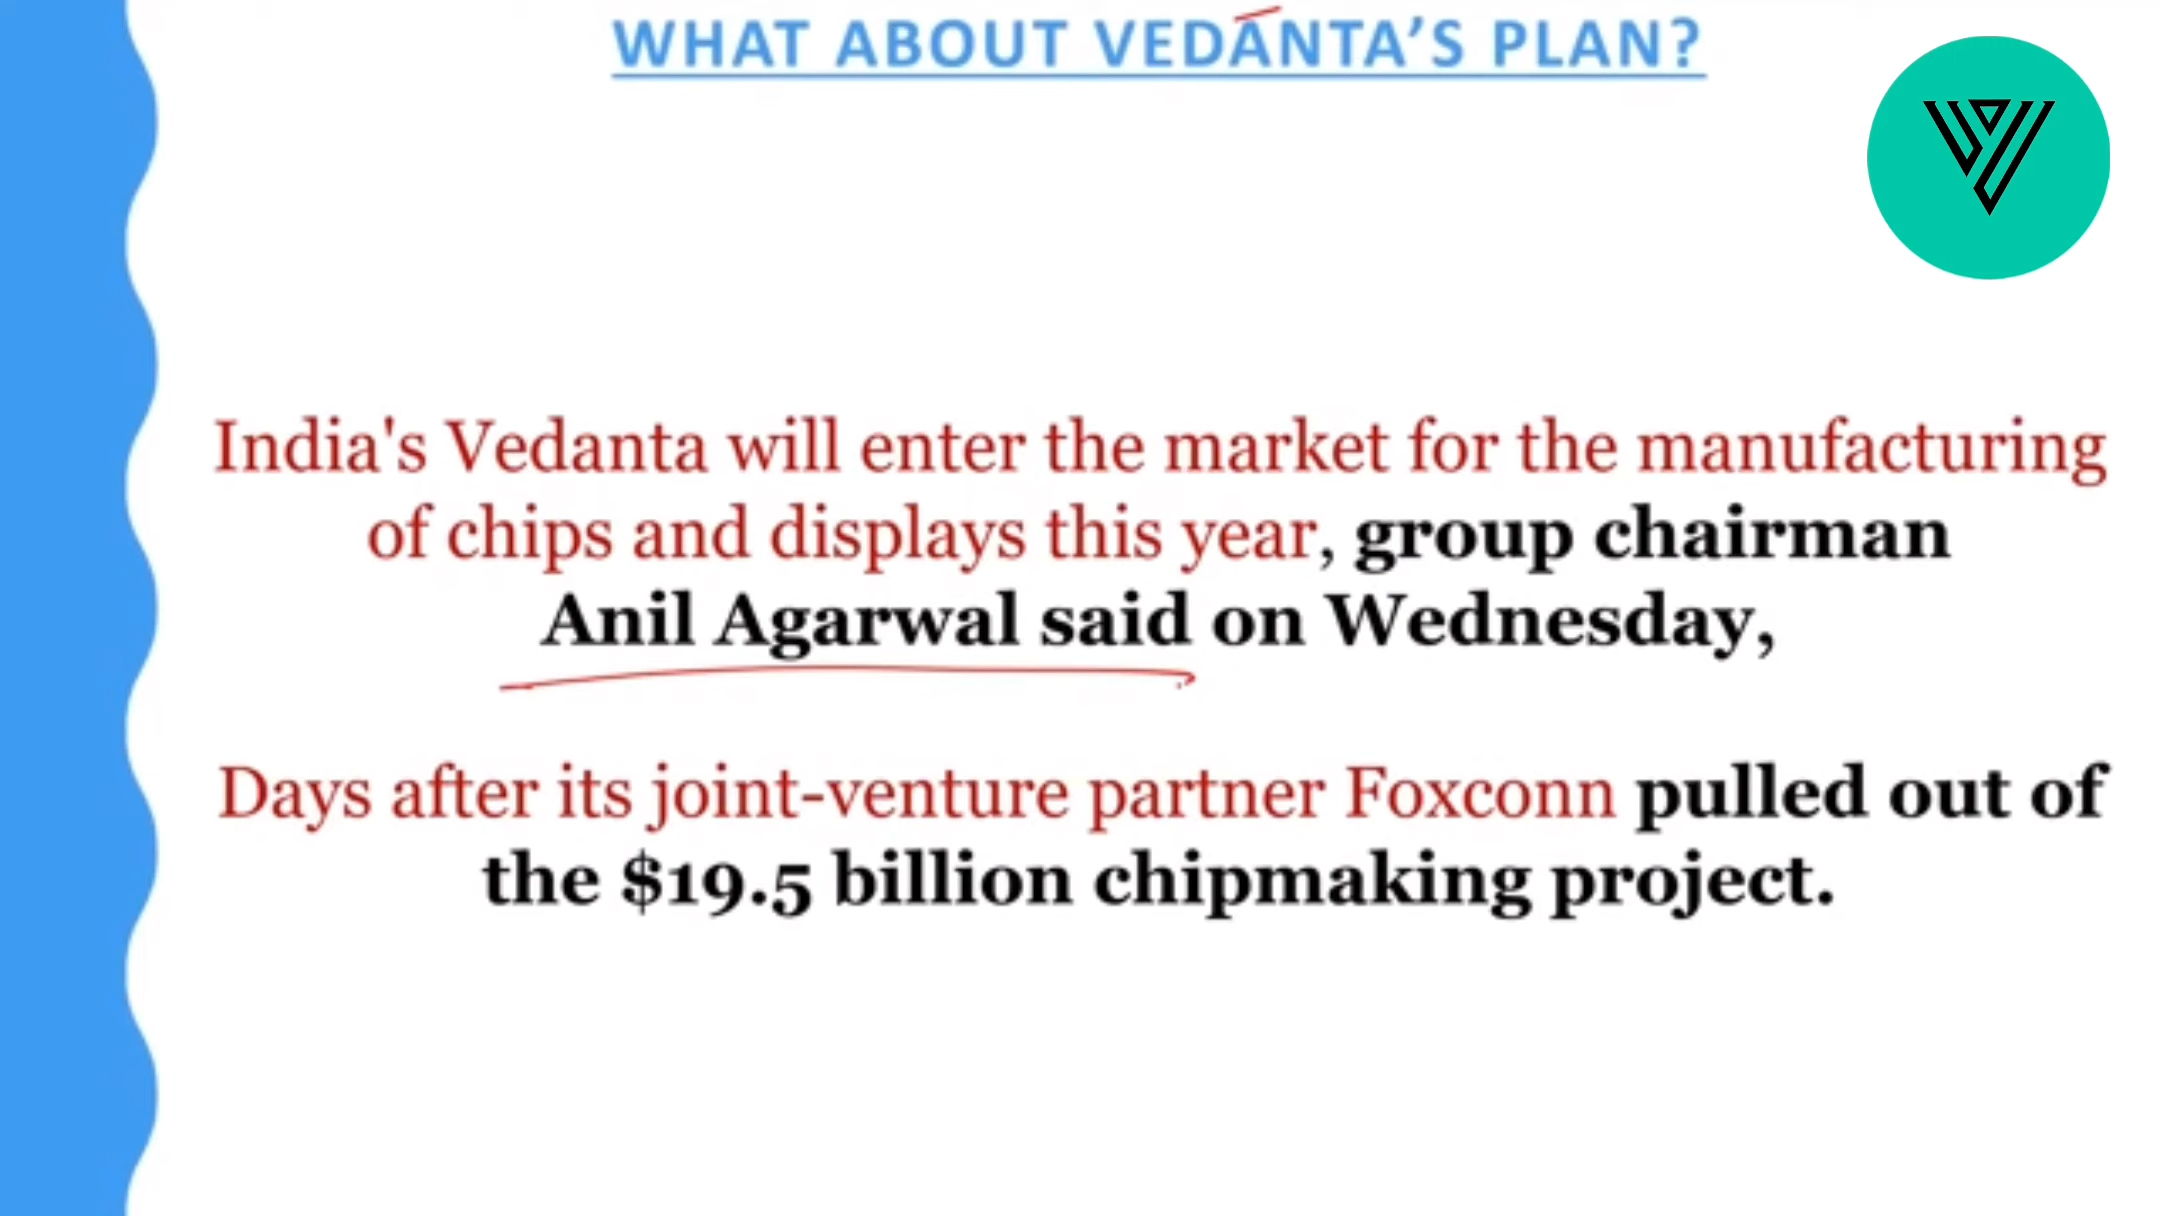 WHAT ABOUT VEDANTA’S PLAN?
India's Vedanta will enter the market for the manufacturing
of chips and displays this year, group chairman
Anil Agarwal said on Wednesday,
Days after its joint-venture partner Foxconn pulled out of
the $19.5 billion chipmaking project.